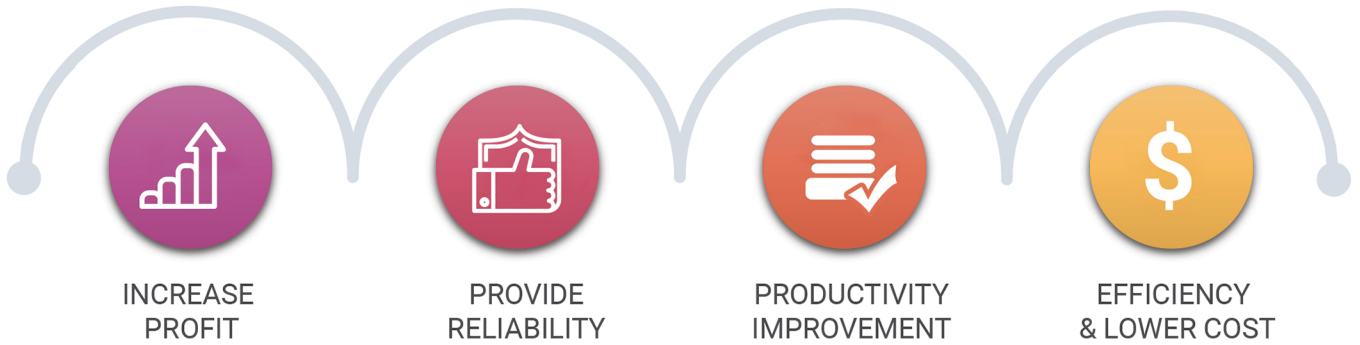 INCREASE
PROFIT
PROVIDE
RELIABILITY
PRODUCTIVITY
IMPROVEMENT
EFFICIENCY
& LOWER COST